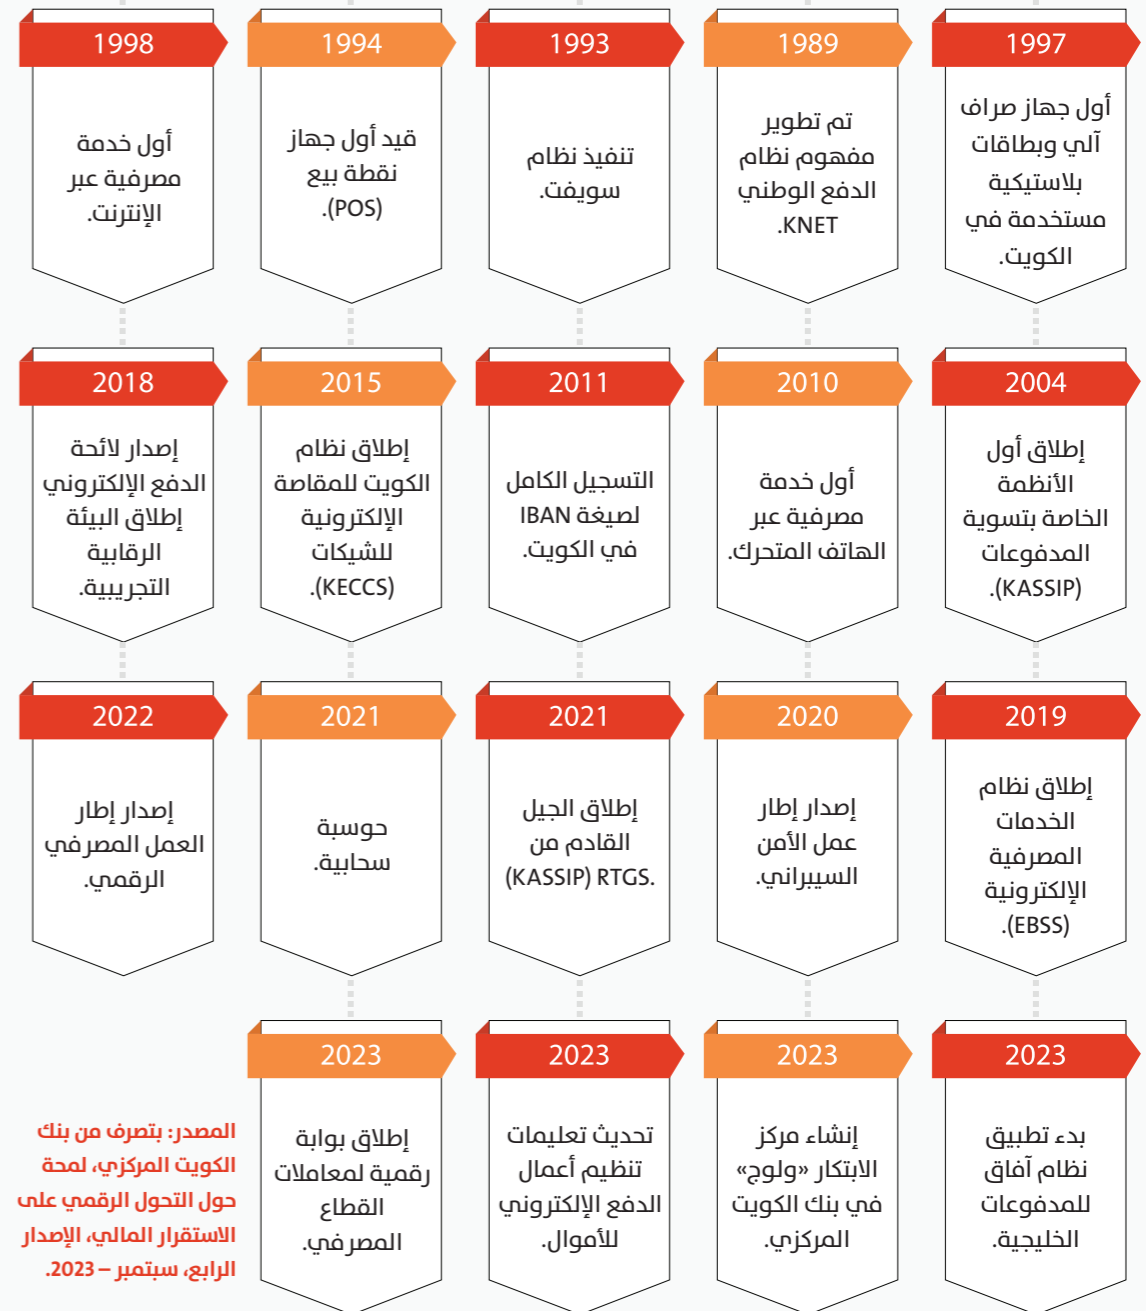 1997
أول جهاز صراف
آلي وبطاقات
بلاستيكية
مستخدمة في
الكويت.
1989
تم تطوير
مفهوم نظام
الدفع الوطني
KNET.
1993
تنفيذ نظام
سويفت.
1994
قيد أول جهاز
نقطة بيع
(POS).
1998
أول خدمة
مصرفية عبر
الإنترنت.
2004
إطلاق أول
الأنظمة
الخاصة بتسوية
المدفوعات
(KASSIP).
2010
أول خدمة
مصرفية عبر
الهاتف المتحرك.
2011
التسجيل الكامل
لصيغة IBAN
في الكويت.
2015
إطلاق نظام
الكويت للمقاصة
الإلكترونية
للشيكات
(KECCS).
2018
إصدار لائحة
الدفع الإلكتروني
إطلاق البيئة
الرقابية
التجريبية.
2019
إطلاق نظام
الخدمات
المصرفية
الإلكترونية
(EBSS).
2020
إصدار إطار
عمل الأمن
السيبراني.
2021
إطلاق الجيل
القادم من
(KASSIP) RTGS.
2021
حوسبة
سحابية.
2022
إصدار إطار
العمل المصرفي
الرقمي.
2023
بدء تطبيق
نظام آفاق
للمدفوعات
الخليجية.
2023
إنشاء مركز
الابتكار «ولوج»
في بنك الكويت
المركزي.
2023
تحديث تعليمات
تنظيم أعمال
الدفع الإلكتروني
للأموال.
2023
إطلاق بوابة
رقمية لمعاملات
القطاع
المصرفي.
المصدر: بتصرف من بنك
الكويت المركزي، لمحة
حول التحول الرقمي على
الاستقرار المالي، الإصدار
الرابع، سبتمبر – 2023.